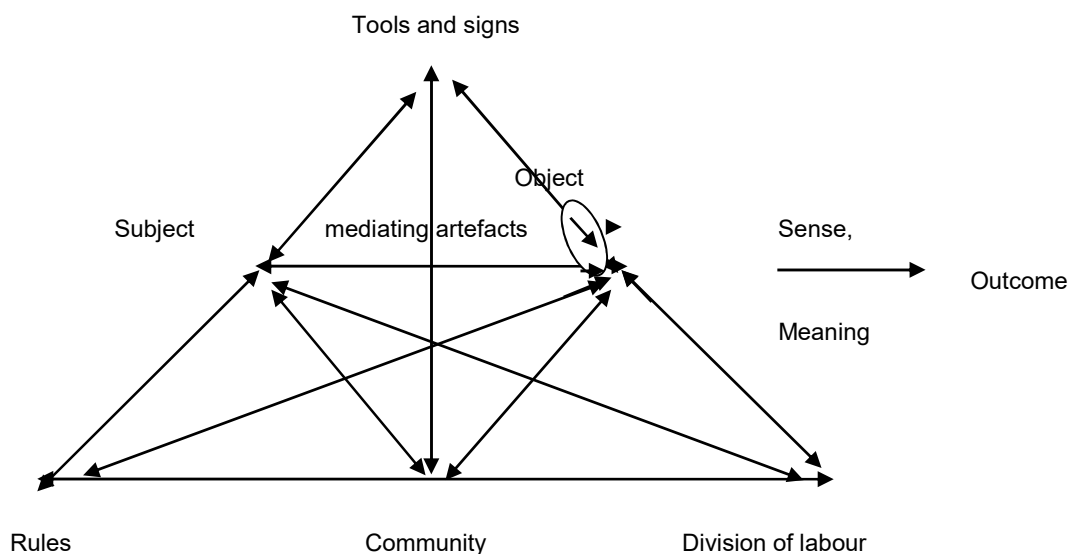 Tools and signs
Object
Subject
mediating artefacts
Sense,
Outcome
Meaning
Rules
Community
Division of labour